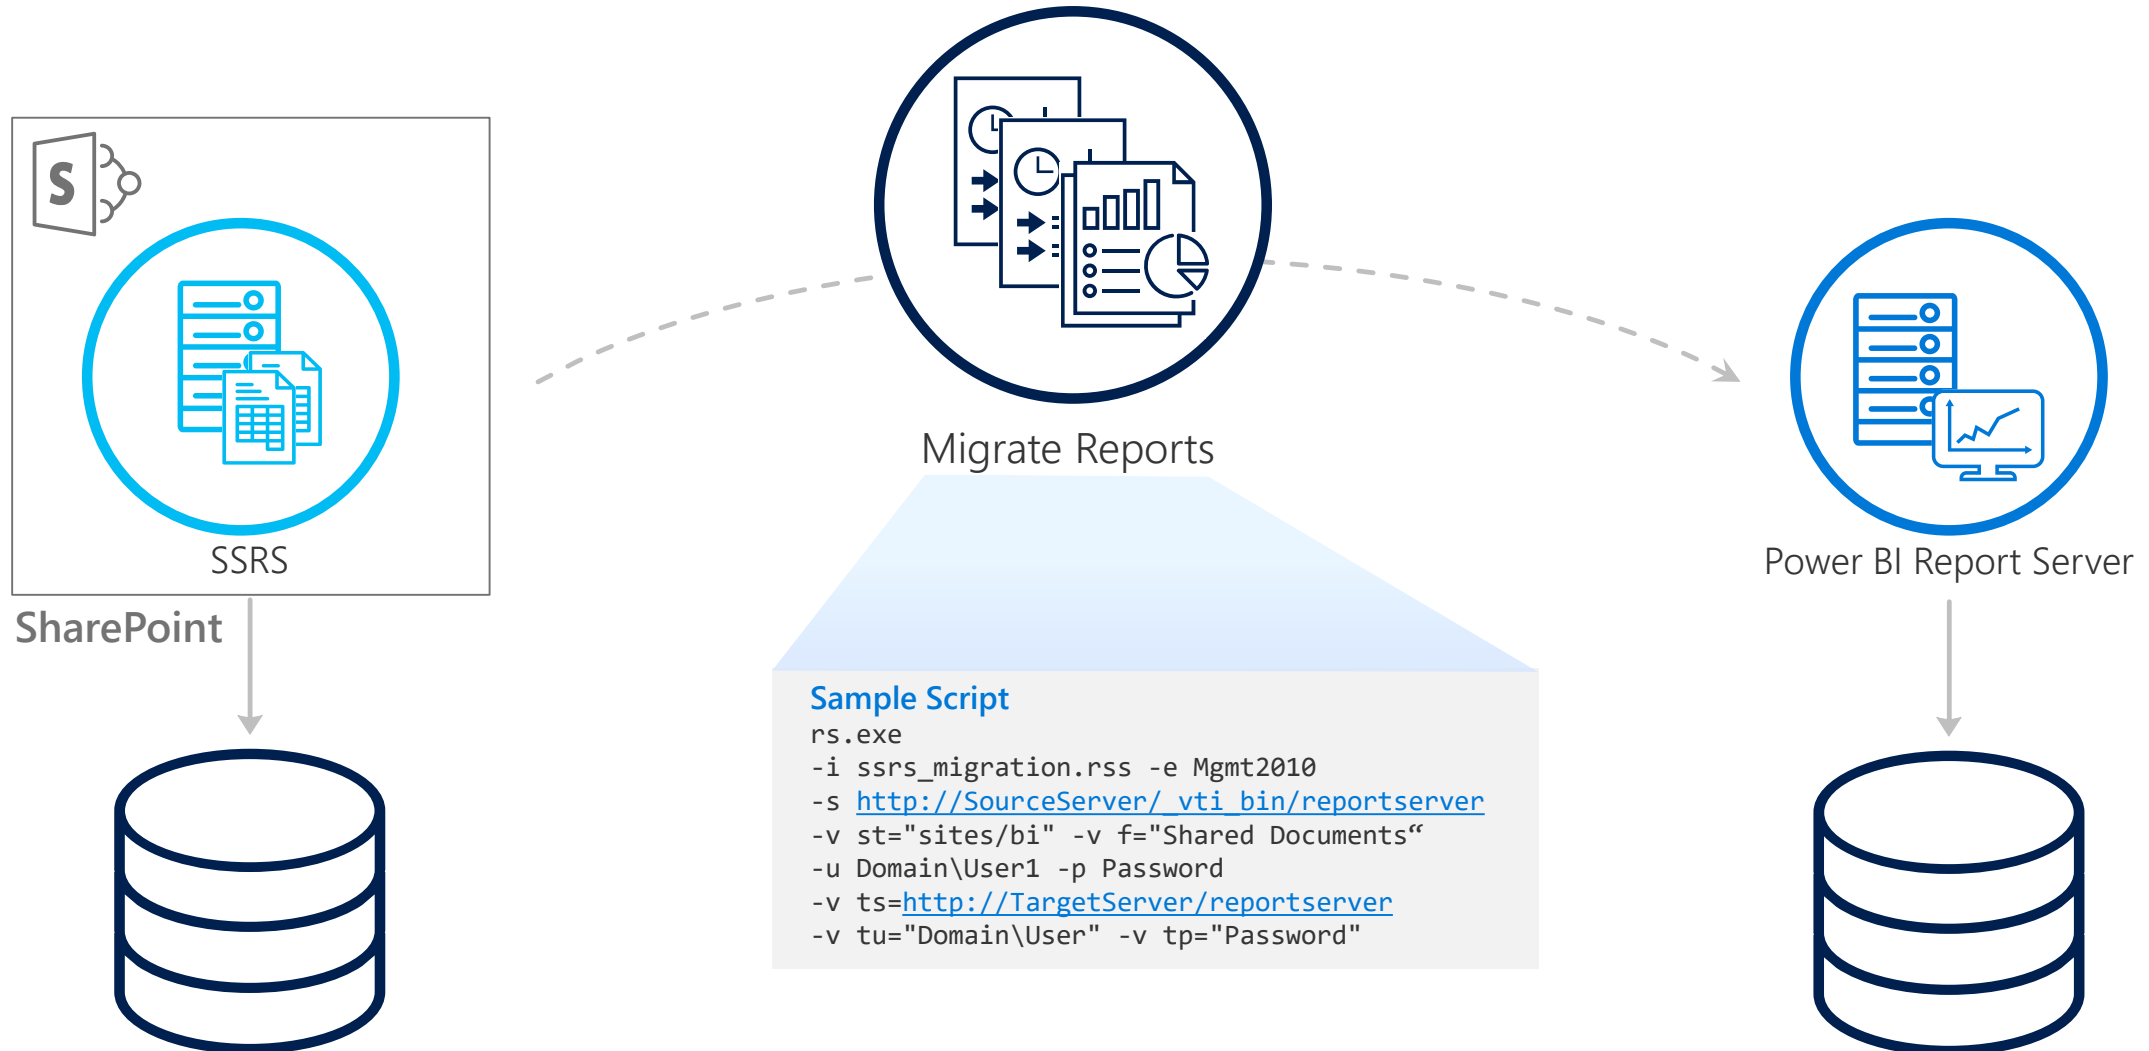 S
SSRS
SharePoint
Migrate Reports
Power BI Report Server
Sample Script
rs.exe
-i ssrs_migration.rss -e Mgmt2010
-s http://SourceServer/_vti_bin/reportserver
-v st="sites/bi" -v f="Shared Documents“
-u Domain\User1 -p Password
-v ts=http://TargetServer/reportserver
-v tu="Domain\User" -v tp="Password"